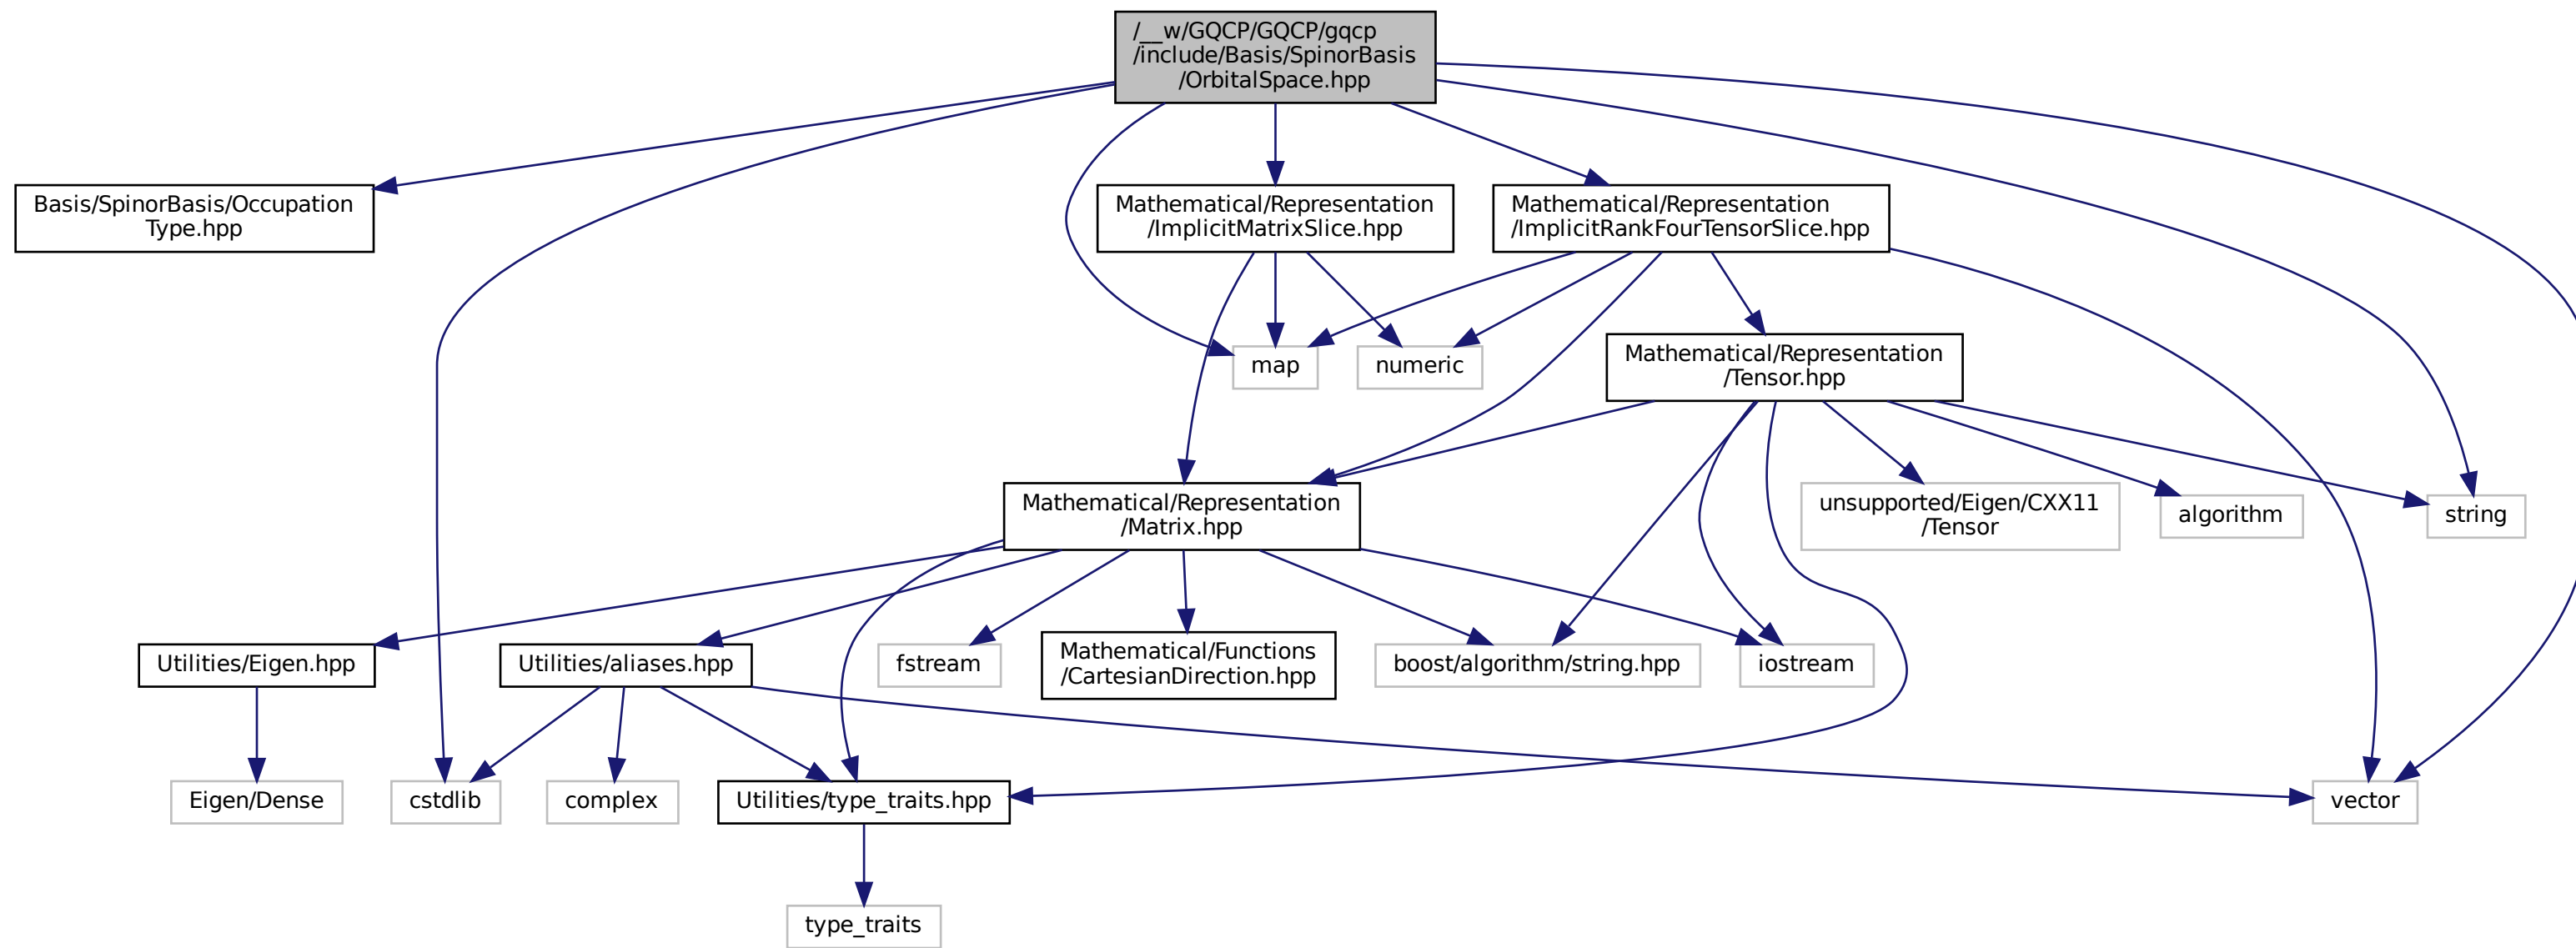 /__w/GQCP/GQCP/gqcp
/include/Basis/SpinorBasis
/OrbitalSpace.hpp
Basis/SpinorBasis/Occupation
Type.hpp
Mathematical/Representation
/ImplicitMatrixSlice.hpp
Mathematical/Representation
/ImplicitRankFourTensorSlice.hpp
map
numeric
Mathematical/Representation
/Tensor.hpp
Mathematical/Representation
/Matrix.hpp
unsupported/Eigen/CXX11
/Tensor
algorithm
string
Utilities/Eigen.hpp
Utilities/aliases.hpp
fstream
Mathematical/Functions
/CartesianDirection.hpp
boost/algorithm/string.hpp
iostream
Eigen/Dense
cstdlib
complex
Utilities/type_traits.hpp
vector
type_traits